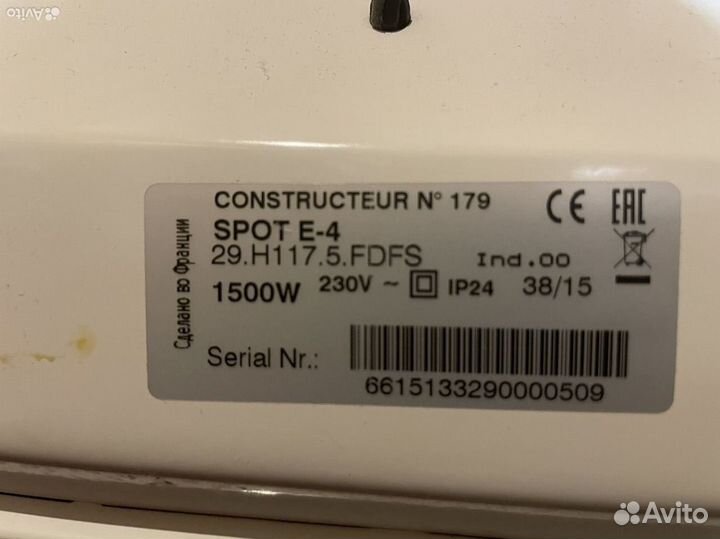 Avito
CONSTRUCTEUR N° 179
SPOT E-4
29.H117.5.FDFS Ind.00
1500W 230V ~ IP24 38/15
Serial Nr.:
6615133290000509
Сделано во Франции
CE EAC
Avito